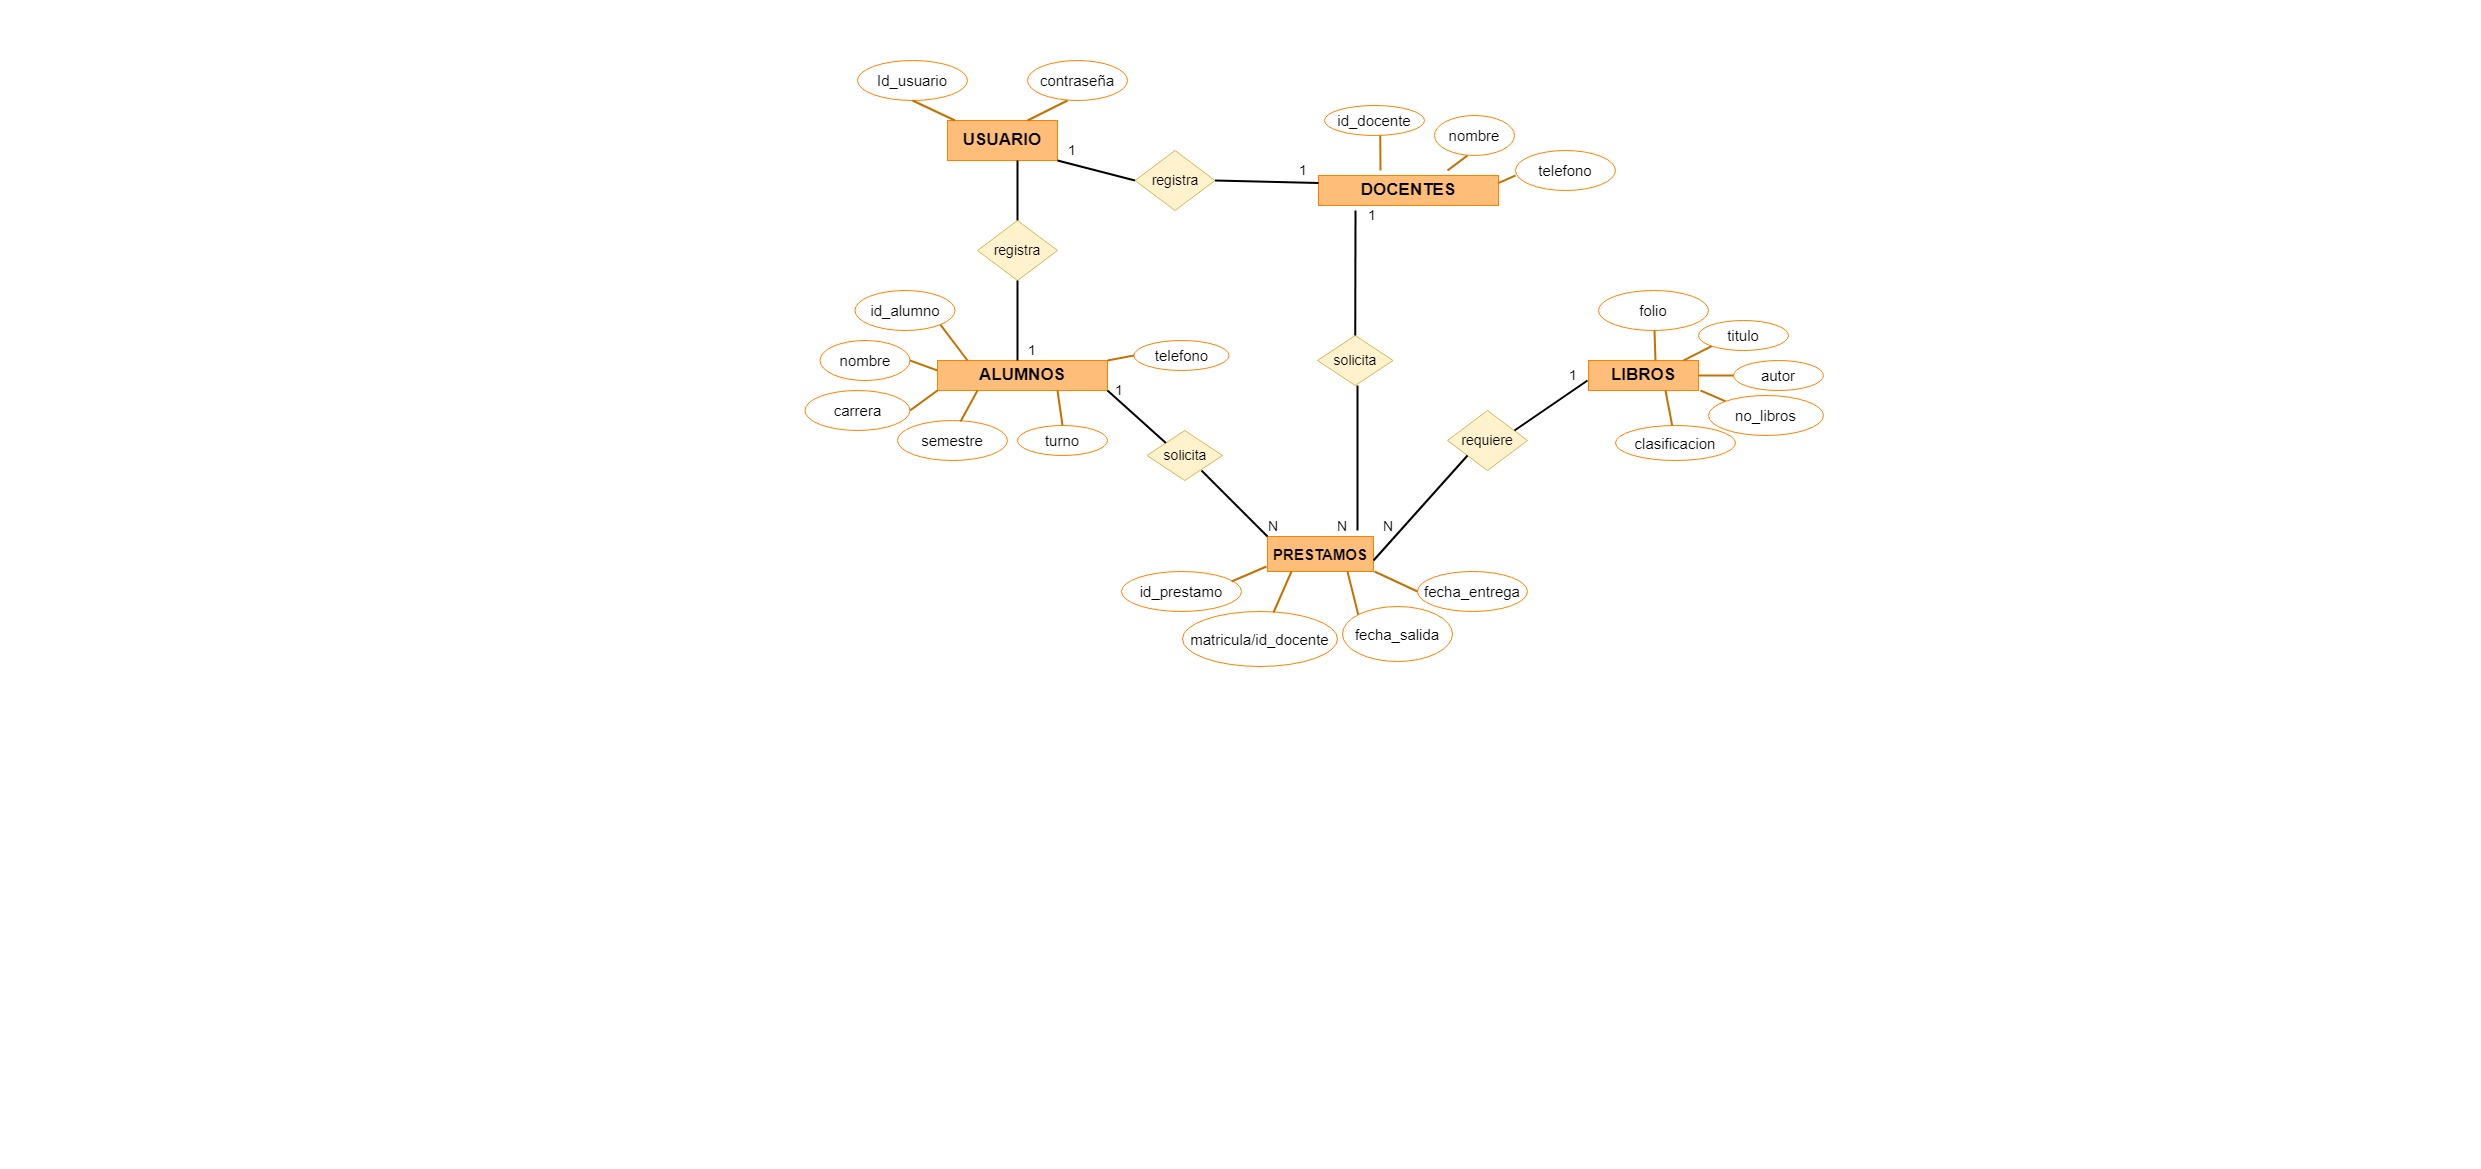 Id_usuario
contraseña
USUARIO
1
registra
1
id_docente
nombre
telefono
DOCENTES
1
registra
id_alumno
nombre
carrera
semestre
turno
telefono
1
ALUMNOS
1
solicita
solicita
folio
titulo
autor
no_libros
clasificacion
LIBROS
1
requiere
N
N
N
PRESTAMOS
id_prestamo
matricula/id_docente
fecha_salida
fecha_entrega